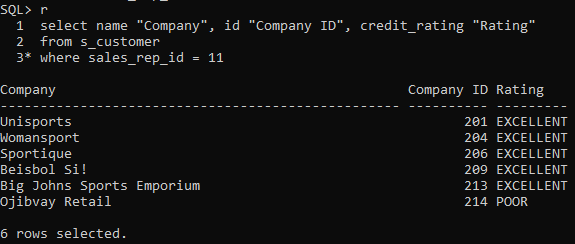 SQL> r
  1  select name "Company", id "Company ID", credit_rating "Rating"
  2  from s_customer
  3* where sales_rep_id = 11
Company                                            Company ID Rating
-------------------------------------------------- ---------- ---------
Unisports                                                 201 EXCELLENT
Womansport                                                204 EXCELLENT
Sportique                                                 206 EXCELLENT
Beisbol Si!                                               209 EXCELLENT
Big Johns Sports Emporium                                 213 EXCELLENT
Ojibvay Retail                                            214 POOR
6 rows selected.